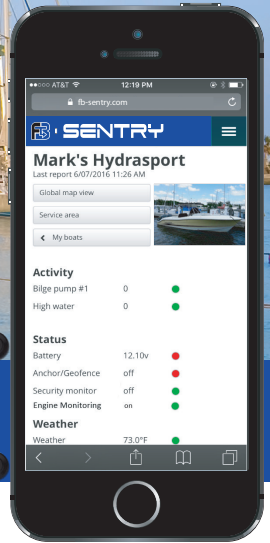 AT&T 12:19 PM
fb-sentry.com
FB SENTRY
Mark's Hydrasport
Last report 6/07/2016 11:26 AM
Global map view
Service area
My boats
Activity
Bilge pump #1 0
High water 0
Status
Battery 12.10v
Anchor/Geofence off
Security monitor off
Engine Monitoring on
Weather
Weather 73.0°F